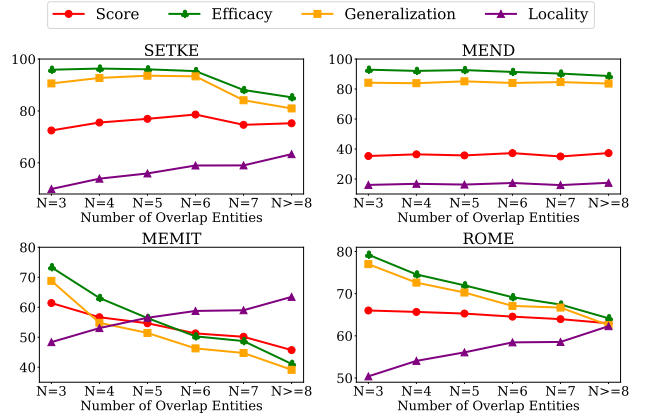 Score Efficacy Generalization Locality
SETKE
100
80
60
N=3 N=4 N=5 N=6 N=7 N>=8
Number of Overlap Entities
MEND
100
80
60
40
20
N=3 N=4 N=5 N=6 N=7 N>=8
Number of Overlap Entities
MEMIT
80
70
60
50
40
N=3 N=4 N=5 N=6 N=7 N>=8
Number of Overlap Entities
ROME
80
70
60
50
N=3 N=4 N=5 N=6 N=7 N>=8
Number of Overlap Entities